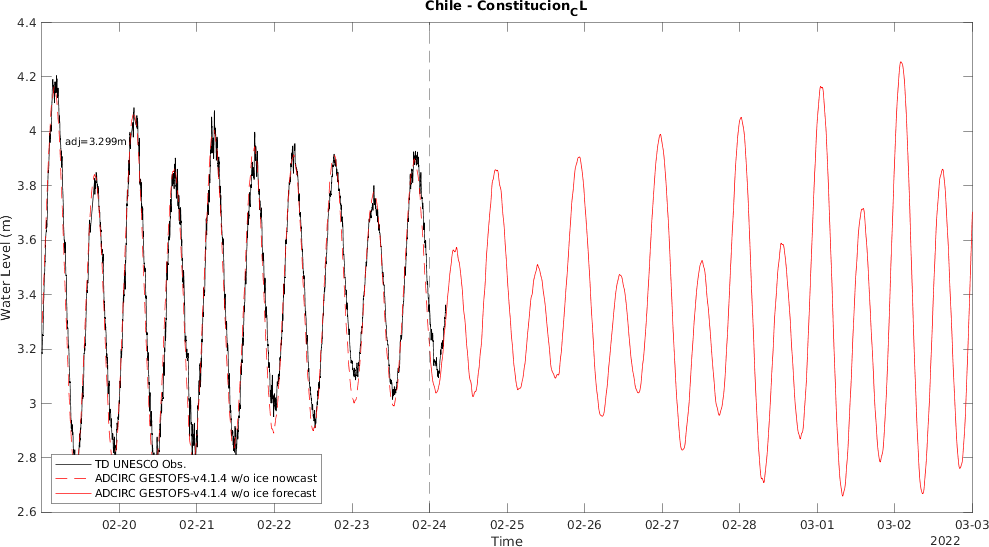 Chile - Constitucion_CL
4.4
4.2
4
3.8
3.6
3.4
3.2
3
2.8
2.6
Water Level (m)
adj=3.299m
TD UNESCO Obs.
ADCIRC GESTOFS-v4.1.4 w/o ice nowcast
ADCIRC GESTOFS-v4.1.4 w/o ice forecast
02-20 02-21 02-22 02-23 02-24 02-25 02-26 02-27 02-28 03-01 03-02 03-03
Time
2022